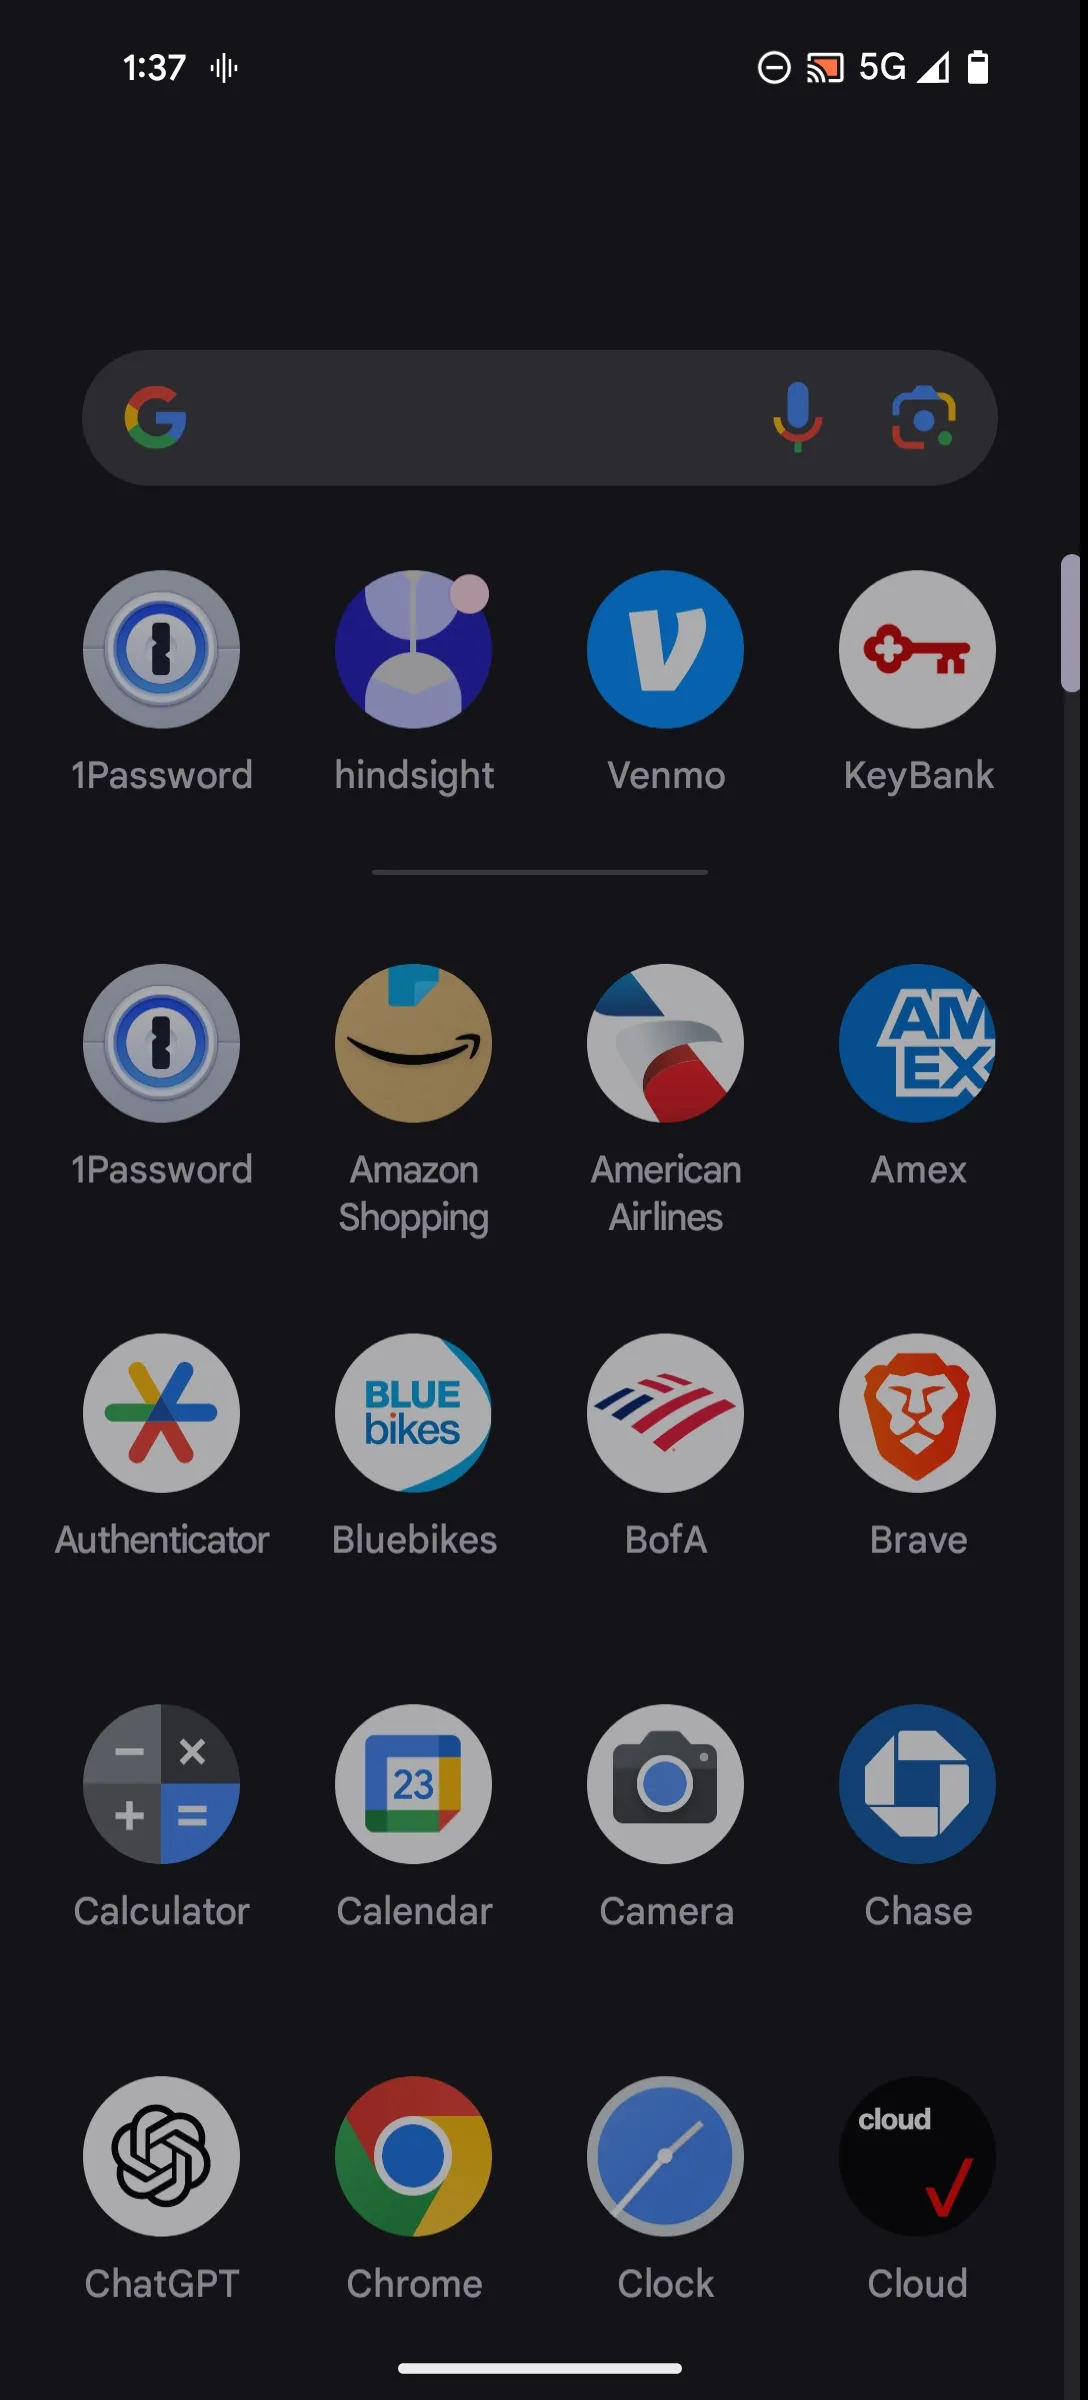 1:37
5G
1Password
hindsight
Venmo
KeyBank
1Password
Amazon
Shopping
American
Airlines
AM
EX
Amex
Authenticator
BLUE
bikes
Bluebikes
BofA
Brave
Calculator
23
Calendar
Camera
Chase
ChatGPT
Chrome
Clock
cloud
Cloud